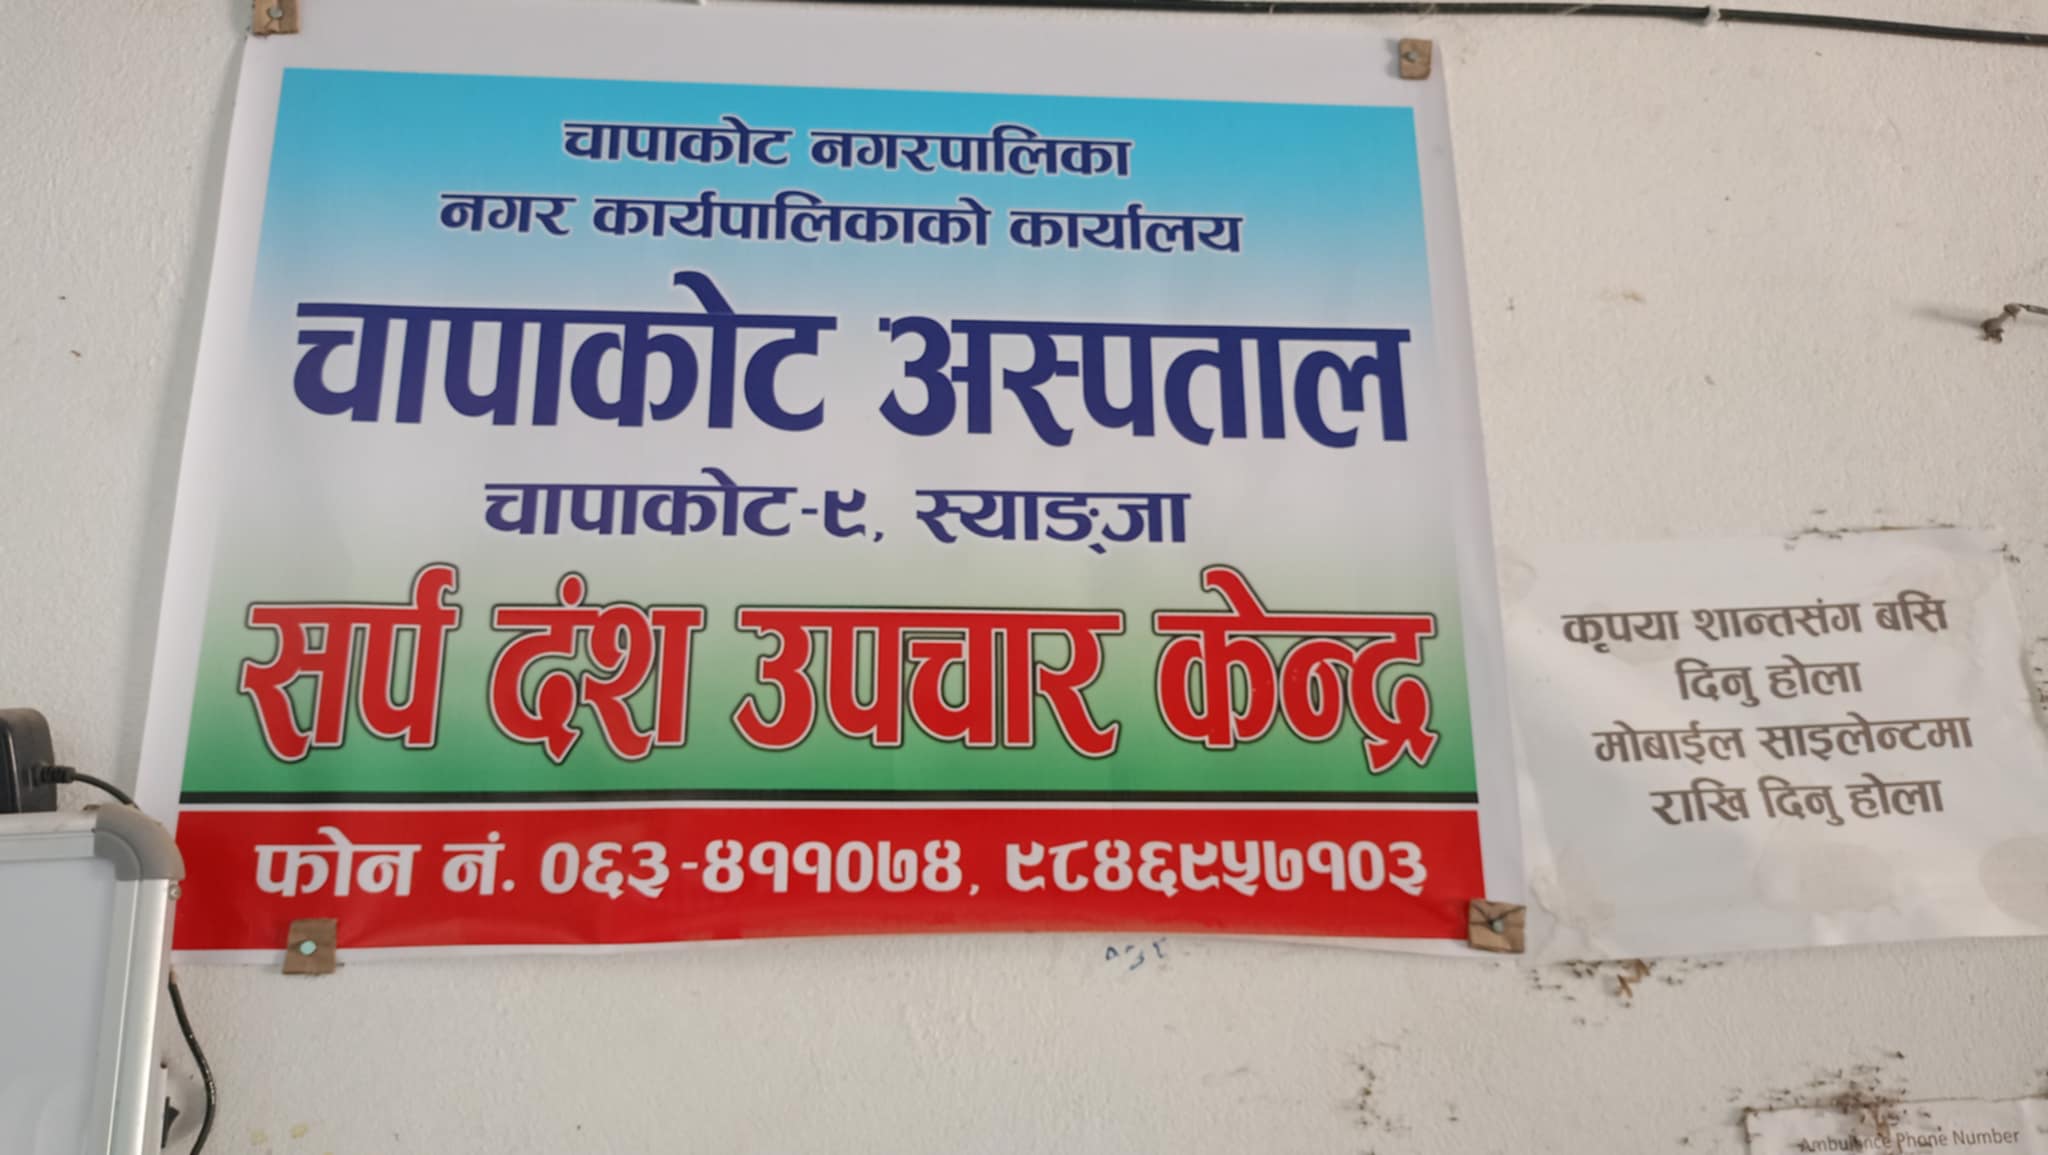 चापाकोट नगरपालिका
नगर कार्यपालिकाको कार्यालय
चापाकोट अस्पताल
चापाकोट-९, स्याङ्जा
सर्प दंश उपचार केन्द्र
फोन नं. ०६३-४११०७४, ९८४६९५७१०३
कृपया शान्तसंग बसि
दिनु होला
मोबाईल साइलेन्टमा
राखि दिनु होला
Ambulance Phone Number